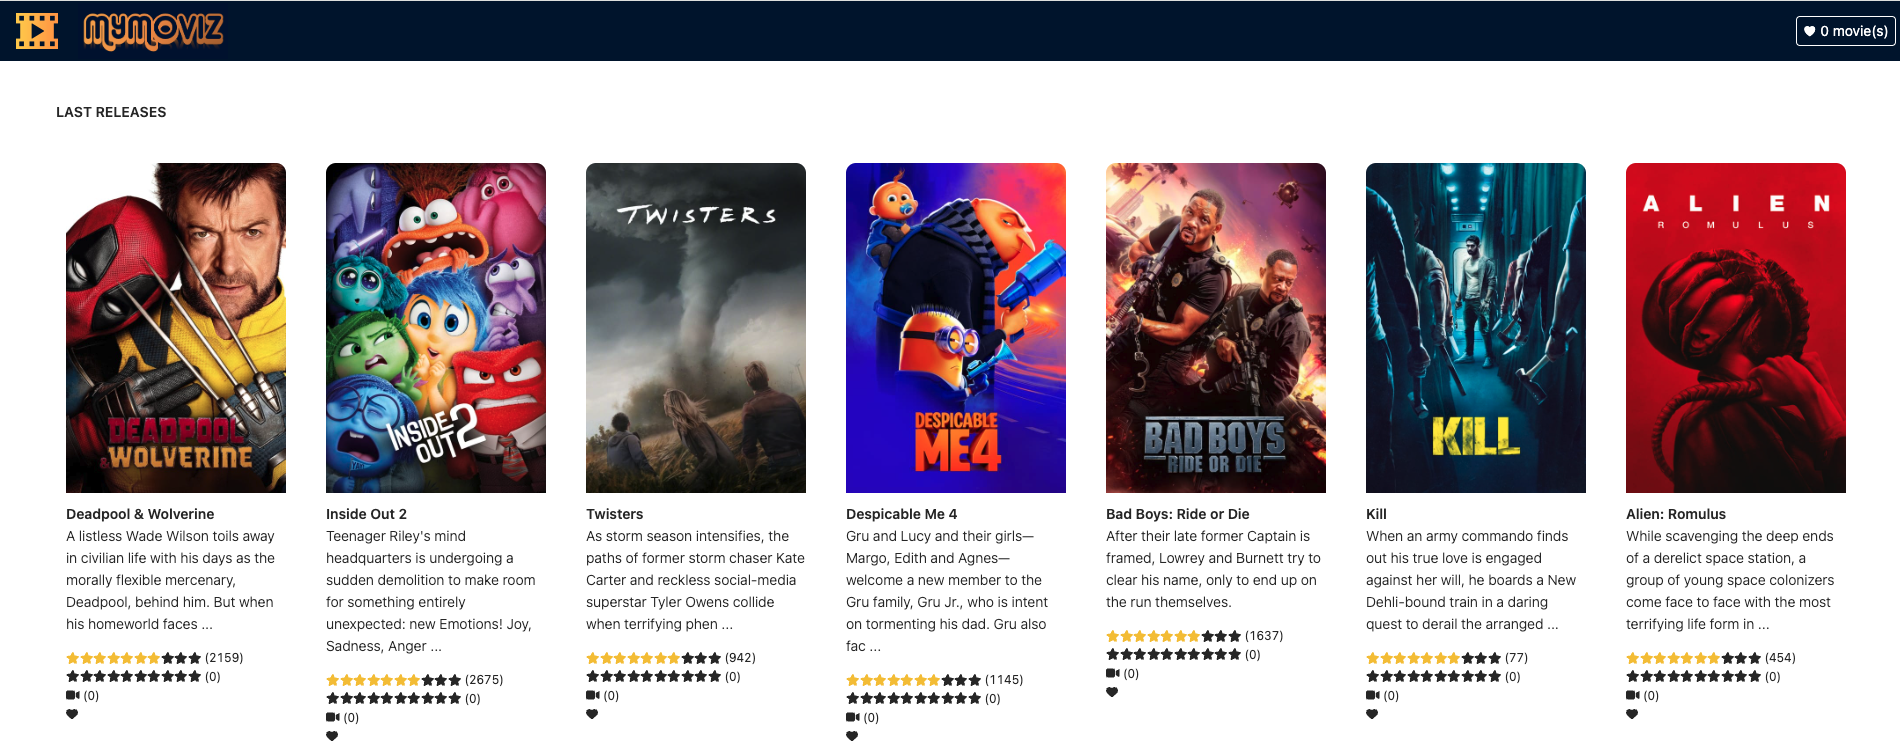 MYMOVIZ
0 movie(s)
LAST RELEASES
DEADPOOL
& WOLVERINE
Deadpool & Wolverine
A listless Wade Wilson toils away
in civilian life with his days as the
morally flexible mercenary,
Deadpool, behind him. But when
his homeworld faces ...
(2159)
(0)
(0)
INSIDE
OUT 2
Inside Out 2
Teenager Riley's mind
headquarters is undergoing a
sudden demolition to make room
for something entirely
unexpected: new Emotions! Joy,
Sadness, Anger ...
(2675)
(0)
(0)
TWISTERS
Twisters
As storm season intensifies, the
paths of former storm chaser Kate
Carter and reckless social-media
superstar Tyler Owens collide
when terrifying phen ...
(942)
(0)
(0)
DESPICABLE
ME 4
Despicable Me 4
Gru and Lucy and their girls—
Margo, Edith and Agnes—
welcome a new member to the
Gru family, Gru Jr., who is intent
on tormenting his dad. Gru also
fac ...
(1145)
(0)
(0)
BAD BOYS
RIDE OR DIE
Bad Boys: Ride or Die
After their late former Captain is
framed, Lowrey and Burnett try to
clear his name, only to end up on
the run themselves.
(1637)
(0)
(0)
KILL
Kill
When an army commando finds
out his true love is engaged
against her will, he boards a New
Dehli-bound train in a daring
quest to derail the arranged ...
(77)
(0)
(0)
ALIEN
ROMULUS
Alien: Romulus
While scavenging the deep ends
of a derelict space station, a
group of young space colonizers
come face to face with the most
terrifying life form in ...
(454)
(0)
(0)